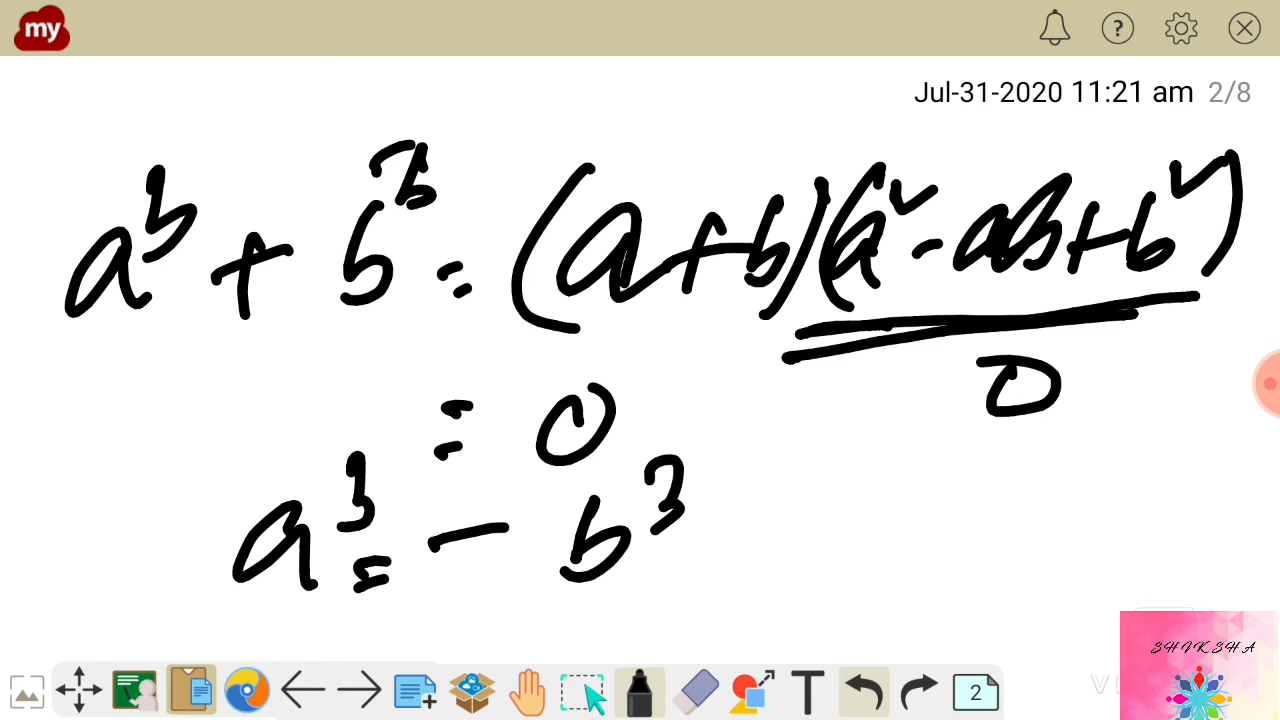 my
Jul-31-2020 11:21 am 2/8
a³ + b³ = (a+b)(a² - ab + b²)
0
= 0
a³ = - b³
T
2
SHIKSHA